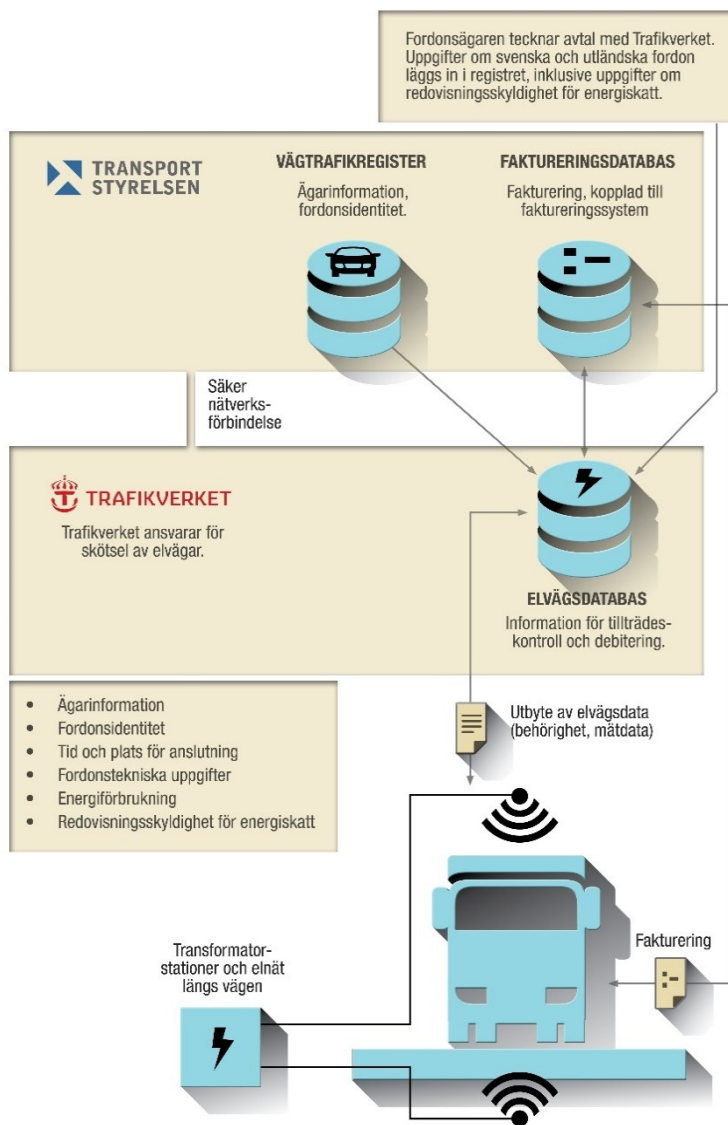 Fordonsägaren tecknar avtal med Trafikverket.
Uppgifter om svenska och utländska fordon
läggs in i registret, inklusive uppgifter om
redovisningsskyldighet för energiskatt.
TRANSPORT
STYRELSEN
VÄGTRAFIKREGISTER
Ägarinformation,
fordonsidentitet.
FAKTURERINGSDATABAS
Fakturering, kopplad till
faktureringssystem
Säker
nätverks-
förbindelse
TRAFIKVERKET
Trafikverket ansvarar för
skötsel av elvägar.
ELVÄGSDATABAS
Information för tillträdes-
kontroll och debitering.
• Ägarinformation
• Fordonsidentitet
• Tid och plats för anslutning
• Fordonstekniska uppgifter
• Energiförbrukning
• Redovisningsskyldighet för energiskatt
Utbyte av elvägsdata
(behörighet, mätdata)
Transformator-
stationer och elnät
längs vägen
Fakturering